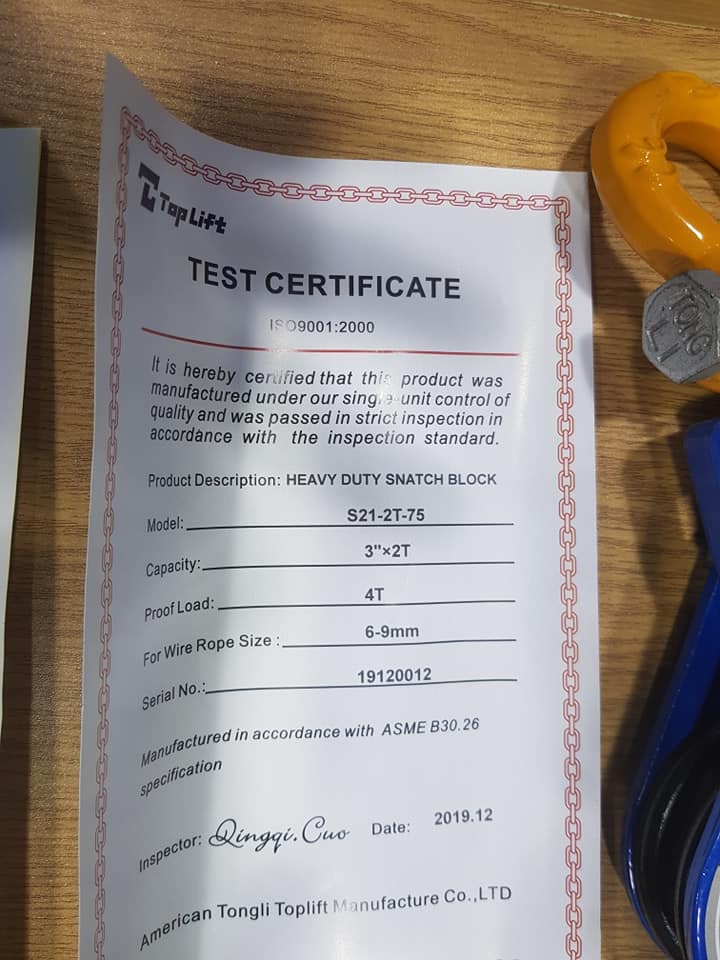 TopLift
TEST CERTIFICATE
ISO9001:2000
It is hereby certified that this product was
manufactured under our single-unit control of
quality and was passed in strict inspection in
accordance with the inspection standard.
Product Description: HEAVY DUTY SNATCH BLOCK
Model: S21-2T-75
Capacity: 3"×2T
Proof Load: 4T
For Wire Rope Size : 6-9mm
Serial No.: 19120012
Manufactured in accordance with ASME B30.26
specification
Inspector: Qingqi.Cuo Date: 2019.12
American Tongli Toplift Manufacture Co.,LTD
TONG
LI